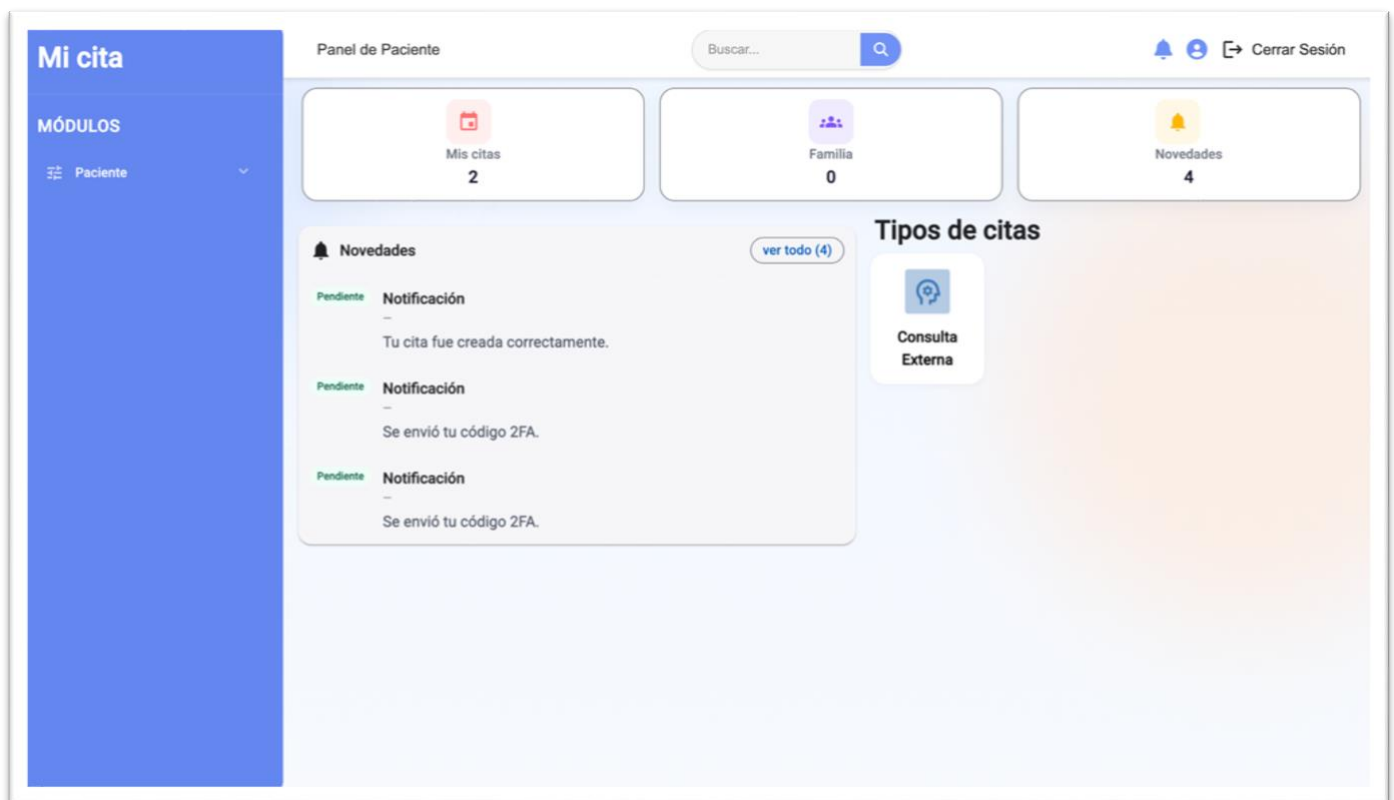 Mi cita
MÓDULOS
Paciente
Panel de Paciente
Buscar...
Cerrar Sesión
Mis citas
2
Familia
0
Novedades
4
Novedades
ver todo (4)
Pendiente
Notificación
—
Tu cita fue creada correctamente.
Pendiente
Notificación
—
Se envió tu código 2FA.
Pendiente
Notificación
—
Se envió tu código 2FA.
Tipos de citas
Consulta
Externa